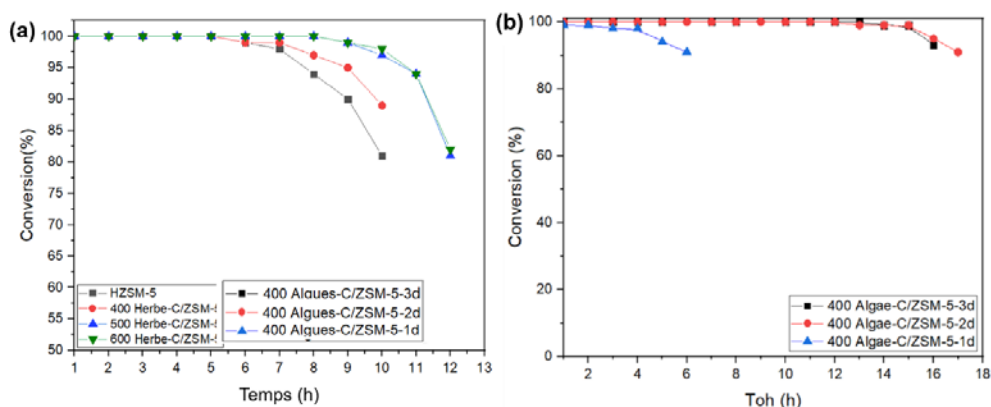 (a)
Conversion(%)
100
95
90
85
80
75
70
65
60
55
50
HZSM-5
400 Herbe-C/ZSM-
500 Herbe-C/ZSM-
600 Herbe-C/ZSM-
400 Algues-C/ZSM-5-3d
400 Algues-C/ZSM-5-2d
400 Algues-C/ZSM-5-1d
1 2 3 4 5 6 7 8 9 10 11 12 13
Temps (h)
(b)
Conversion (%)
100
80
60
40
20
0
400 Algae-C/ZSM-5-3d
400 Algae-C/ZSM-5-2d
400 Algae-C/ZSM-5-1d
2 4 6 8 10 12 14 16 18
Toh (h)